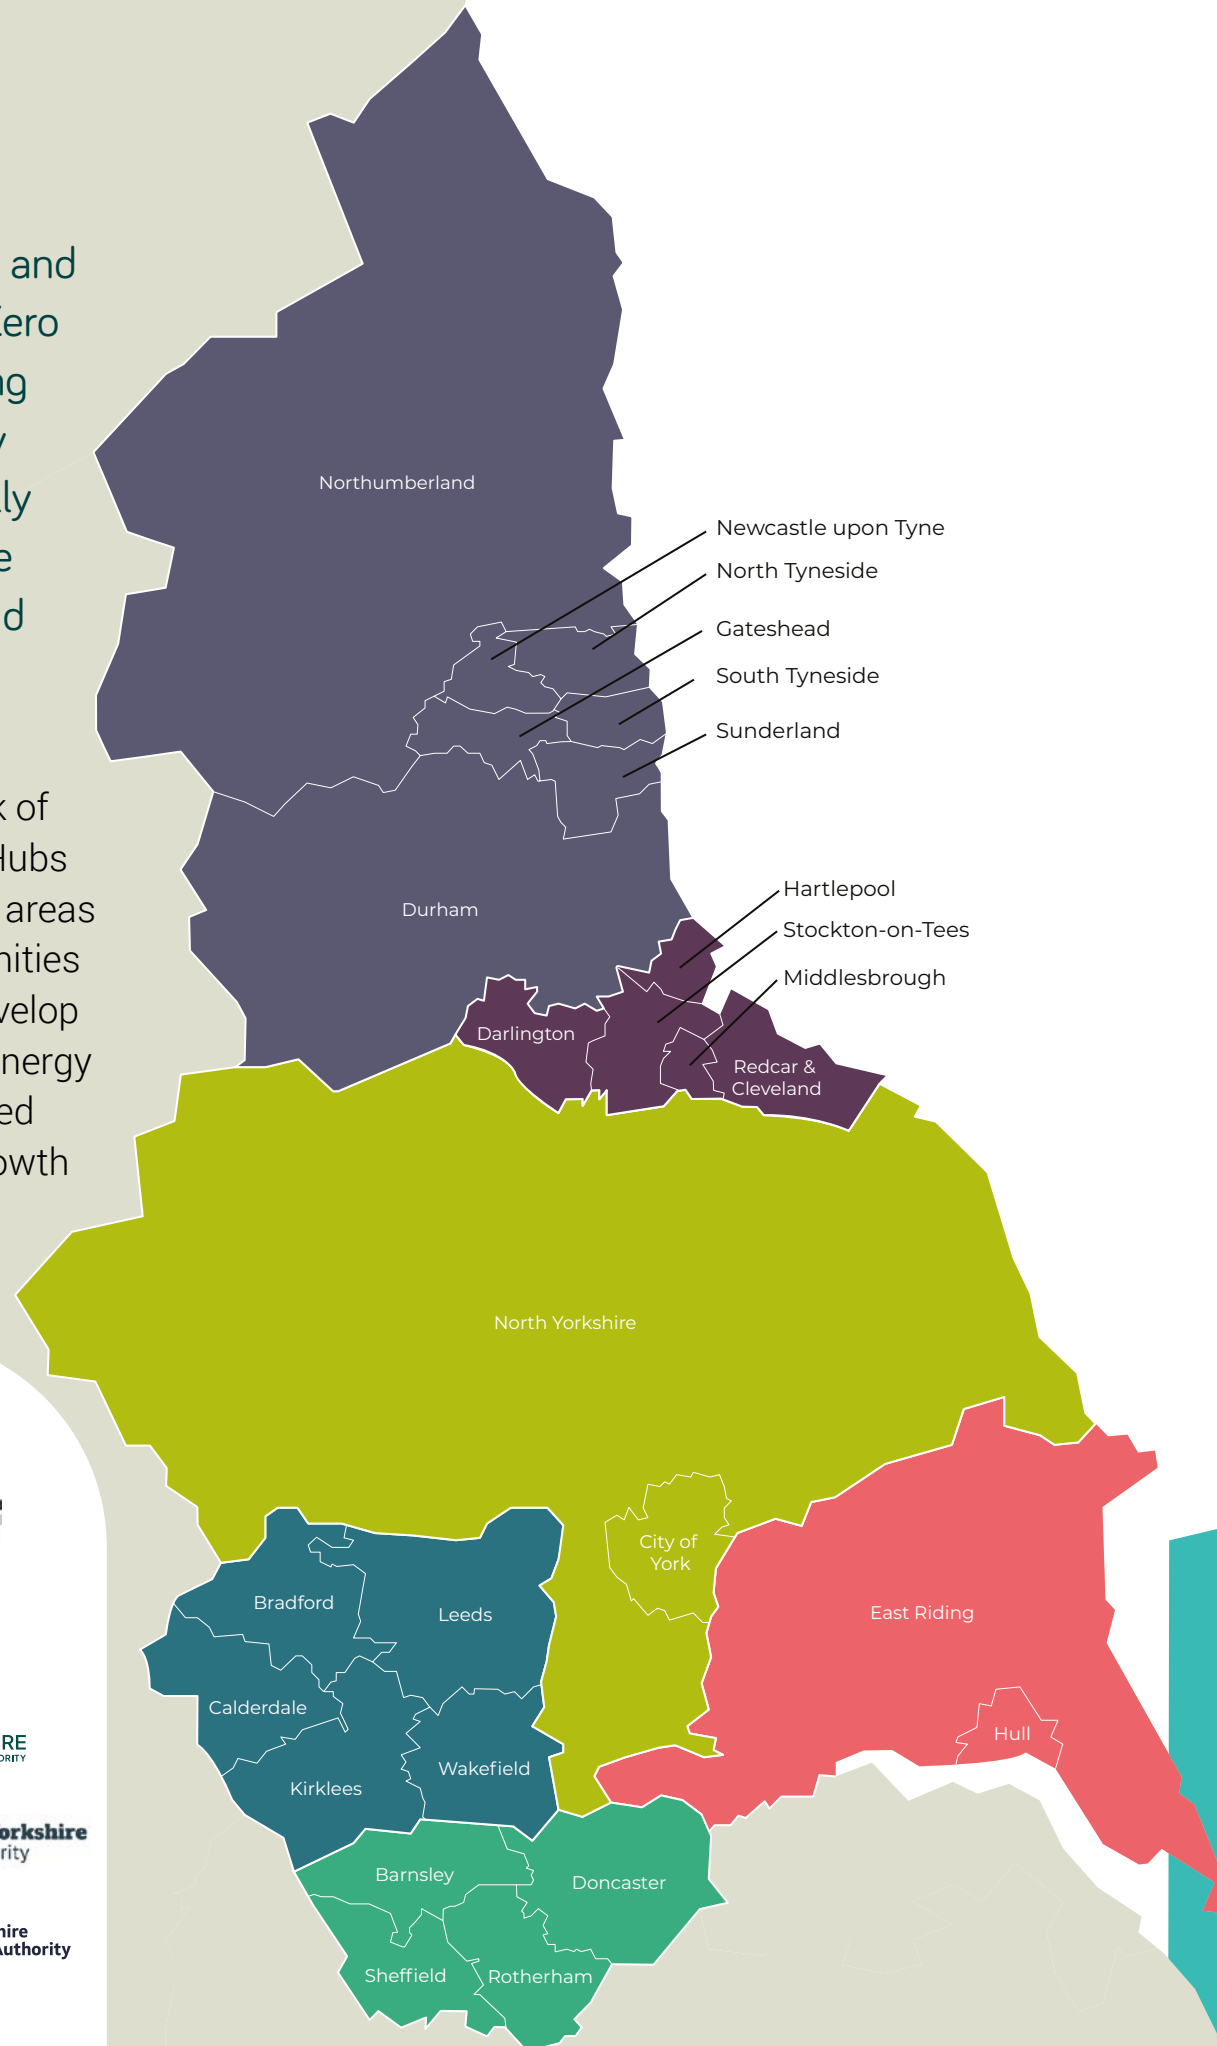 and
ly
d
k of
Hubs
areas
nities
velop
nergy
ed
owth
RE
ORITY
orkshire
rity
hire
Authority
Northumberland
Newcastle upon Tyne
North Tyneside
Gateshead
South Tyneside
Sunderland
Durham
Hartlepool
Stockton-on-Tees
Middlesbrough
Darlington
Redcar &
Cleveland
North Yorkshire
City of
York
East Riding
Hull
Bradford
Leeds
Calderdale
Wakefield
Kirklees
Barnsley
Doncaster
Sheffield
Rotherham